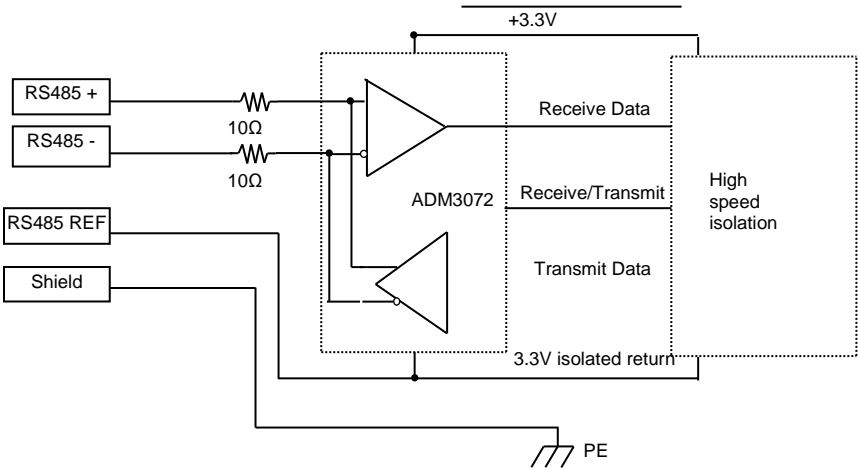 +3.3V
RS485 +
10Ω
RS485 -
10Ω
RS485 REF
Shield
ADM3072
Receive Data
Receive/Transmit
Transmit Data
3.3V isolated return
High
speed
isolation
PE